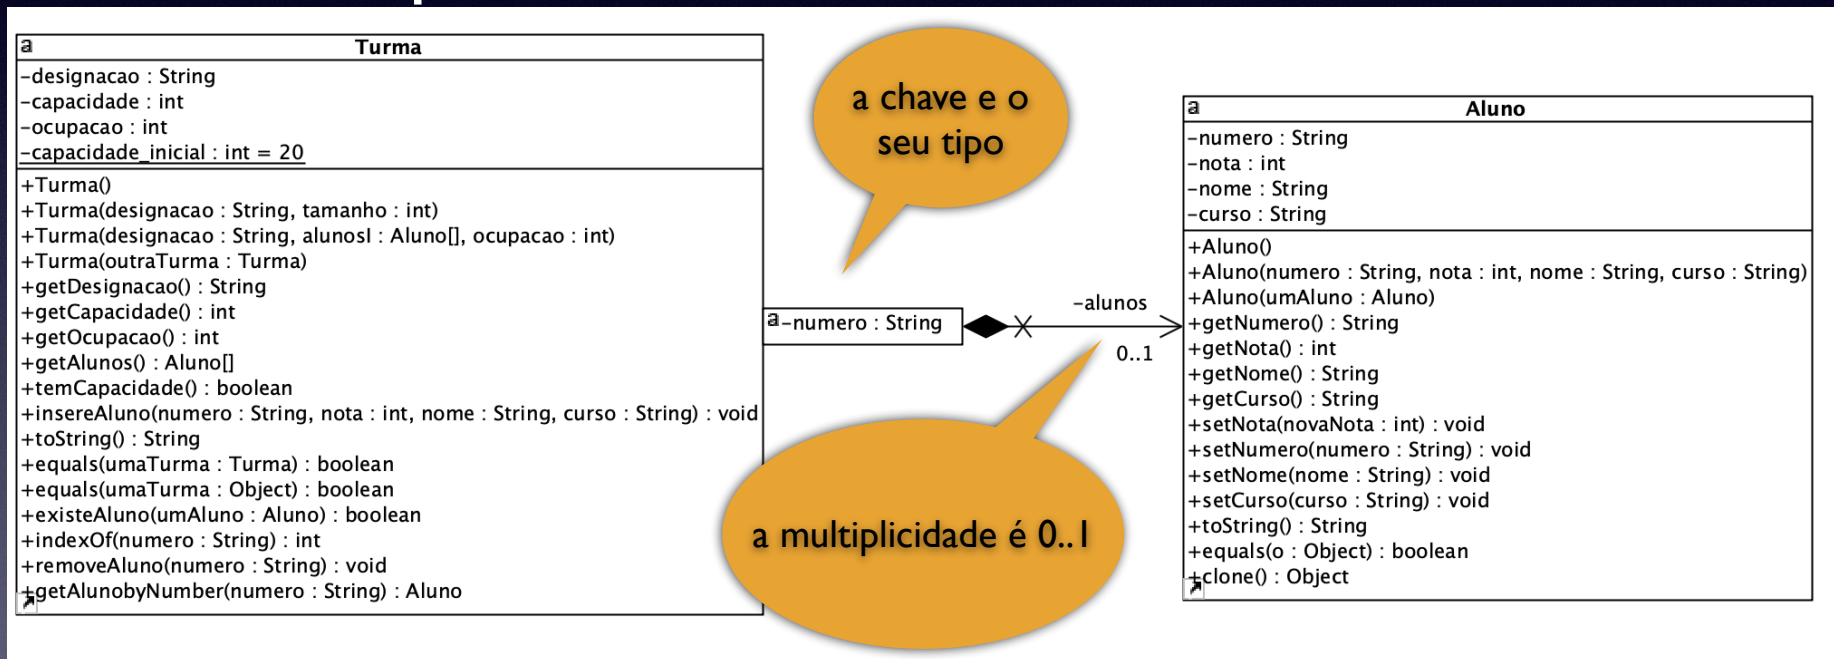 Turma
-designacao : String
-capacidade : int
-ocupacao : int
-capacidade_inicial : int = 20
+Turma()
+Turma(designacao : String, tamanho : int)
+Turma(designacao : String, alunosI : Aluno[], ocupacao : int)
+Turma(outraTurma : Turma)
+getDesignacao() : String
+getCapacidade() : int
+getOcupacao() : int
+getAlunos() : Aluno[]
+temCapacidade() : boolean
+insereAluno(numero : String, nota : int, nome : String, curso : String) : void
+toString() : String
+equals(umaTurma : Turma) : boolean
+equals(umaTurma : Object) : boolean
+existeAluno(umAluno : Aluno) : boolean
+indexOf(numero : String) : int
+removeAluno(numero : String) : void
+getAlunobyNumber(numero : String) : Aluno
a chave e o
seu tipo
-numero : String
-alunos
0..1
a multiplicidade é 0..1
Aluno
-numero : String
-nota : int
-nome : String
-curso : String
+Aluno()
+Aluno(numero : String, nota : int, nome : String, curso : String)
+Aluno(umAluno : Aluno)
+getNumero() : String
+getNota() : int
+getNome() : String
+getCurso() : String
+setNota(novaNota : int) : void
+setNumero(numero : String) : void
+setNome(nome : String) : void
+setCurso(curso : String) : void
+toString() : String
+equals(o : Object) : boolean
+clone() : Object